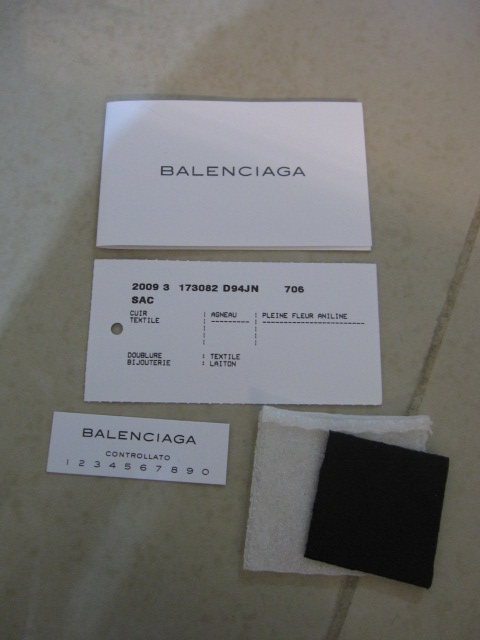 BALENCIAGA
2009 3 173082 D94JN 706
SAC
CUIR : AGNEAU : PLEINE FLEUR ANILINE
TEXTILE
DOUBLURE : TEXTILE
BIJOUTERIE : LAITON
BALENCIAGA
CONTROLLATO
1 2 3 4 5 6 7 8 9 0